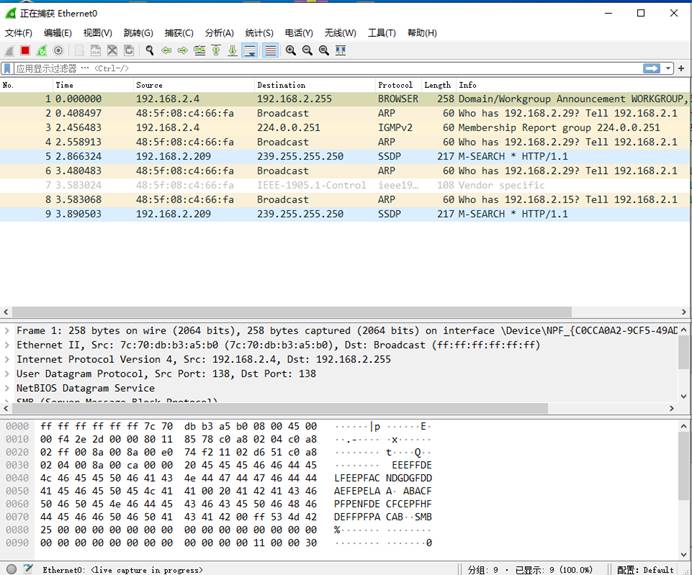 正在捕获 Ethernet0
文件(F) 编辑(E) 视图(V) 跳转(G) 捕获(C) 分析(A) 统计(S) 电话(Y) 无线(W) 工具(T) 帮助(H)
应用显示过滤器 … <Ctrl-/>
No. Time Source Destination Protocol Length Info
1 0.000000 192.168.2.4 192.168.2.255 BROWSER 258 Domain/Workgroup Announcement WORKGROUP,
2 0.408497 48:5f:08:c4:66:fa Broadcast ARP 60 Who has 192.168.2.29? Tell 192.168.2.1
3 2.456483 192.168.2.4 224.0.0.251 IGMPv2 60 Membership Report group 224.0.0.251
4 2.558913 48:5f:08:c4:66:fa Broadcast ARP 60 Who has 192.168.2.29? Tell 192.168.2.1
5 2.866324 192.168.2.209 239.255.255.250 SSDP 217 M-SEARCH * HTTP/1.1
6 3.480483 48:5f:08:c4:66:fa Broadcast ARP 60 Who has 192.168.2.29? Tell 192.168.2.1
7 3.583024 48:5f:08:c4:66:fa IEEE-1905.1-Control ieee19… 108 Vendor specific
8 3.583068 48:5f:08:c4:66:fa Broadcast ARP 60 Who has 192.168.2.15? Tell 192.168.2.1
9 3.890503 192.168.2.209 239.255.255.250 SSDP 217 M-SEARCH * HTTP/1.1
Frame 1: 258 bytes on wire (2064 bits), 258 bytes captured (2064 bits) on interface \Device\NPF_{C0CCA0A2-9CF5-49AD
Ethernet II, Src: 7c:70:db:b3:a5:b0 (7c:70:db:b3:a5:b0), Dst: Broadcast (ff:ff:ff:ff:ff:ff)
Internet Protocol Version 4, Src: 192.168.2.4, Dst: 192.168.2.255
User Datagram Protocol, Src Port: 138, Dst Port: 138
NetBIOS Datagram Service
SMB (Server Message Block Protocol)
0000 ff ff ff ff ff ff 7c 70 db b3 a5 b0 08 00 45 00 ······|p ······E·
0010 00 f4 2e 2d 00 00 80 11 85 78 c0 a8 02 04 c0 a8 ··.-···· ·x······
0020 02 ff 00 8a 00 8a 00 e0 74 f2 11 02 d6 51 c0 a8 ········ t····Q··
0030 02 04 00 8a 00 ca 00 00 20 45 45 45 46 46 44 45 ········ EEEFFDE
0040 4c 46 45 45 50 46 41 43 4e 44 47 44 47 46 44 44 LFEEPFAC NDGDGFDD
0050 41 45 46 45 50 45 4c 41 41 00 20 41 42 41 43 46 AEFEPELA A· ABACF
0060 50 46 50 45 4e 46 44 45 43 46 43 45 50 46 48 46 PFPENFDE CFCEPFHF
0070 44 45 46 46 50 46 50 41 43 41 42 00 ff 53 4d 42 DEFFPFPA CAB··SMB
0080 25 00 00 00 00 00 00 00 00 00 00 00 00 00 00 00 %······· ········
0090 00 00 00 00 00 00 00 00 00 00 00 00 11 00 00 30 ········ ·······0
Ethernet0: <live capture in progress> 分组: 9 · 已显示: 9 (100.0%) 配置: Default